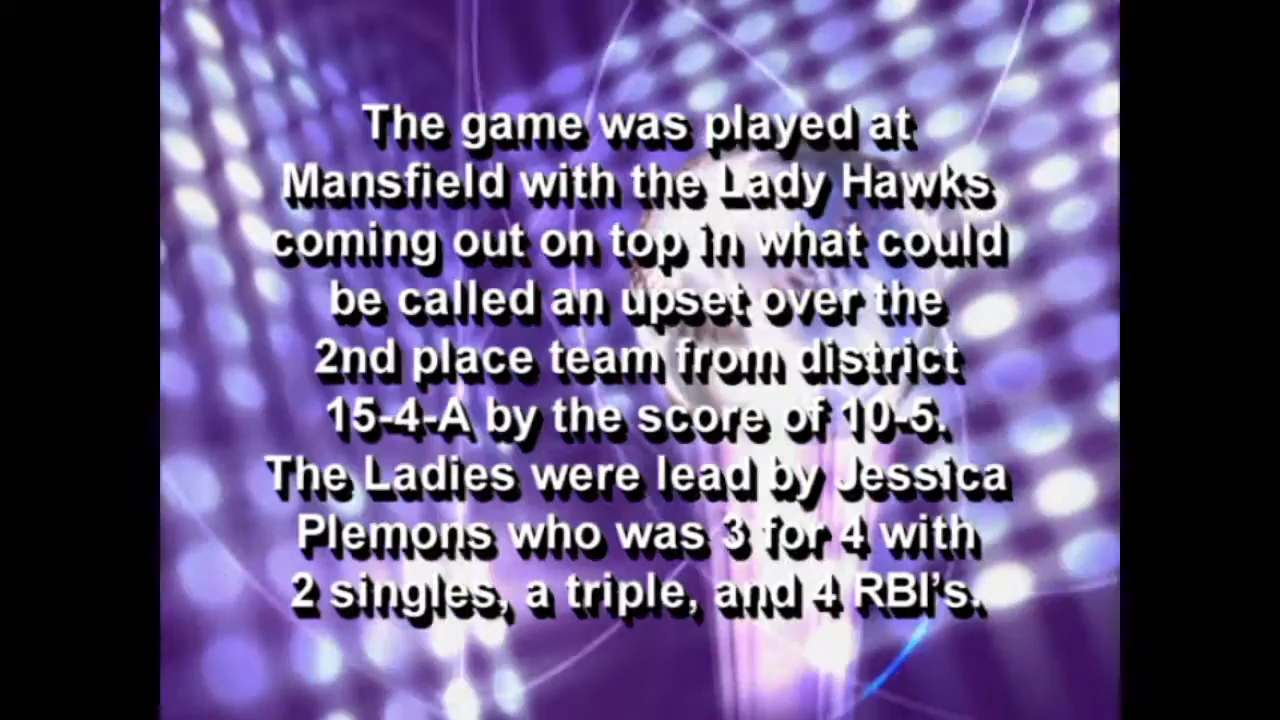 The game was played at
Mansfield with the Lady Hawks
coming out on top in what could
be called an upset over the
2nd place team from district
15-4-A by the score of 10-5.
The Ladies were lead by Jessica
Plemons who was 3 for 4 with
2 singles, a triple, and 4 RBI's.